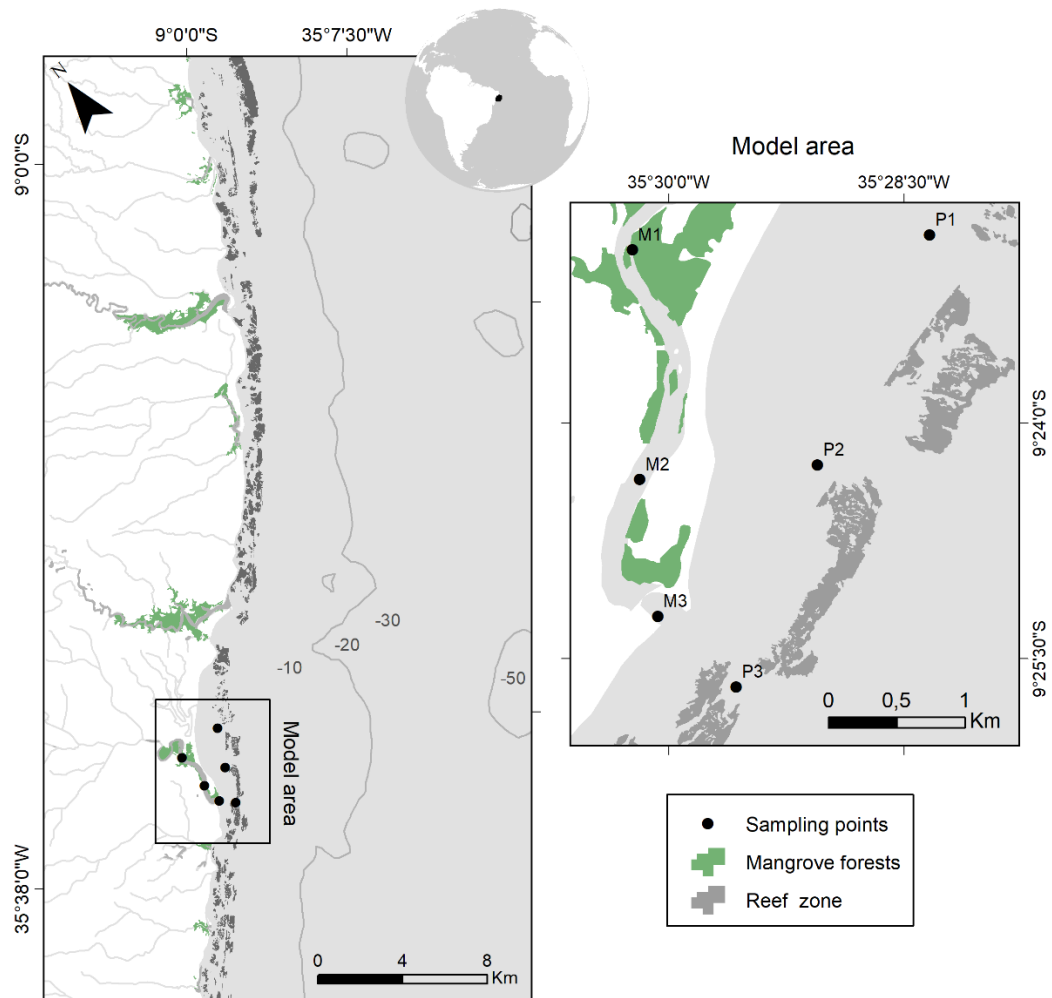 9°0'0"S
35°7'30"W
N
9°0'0"S
-30
-20
-10
-50
Model area
35°38'0"W
0 4 8
Km
Model area
35°30'0"W
35°28'30"W
M1
P1
9°24'0"S
M2
P2
M3
9°25'3"S
P3
0 0,5 1
Km
Sampling points
Mangrove forests
Reef zone